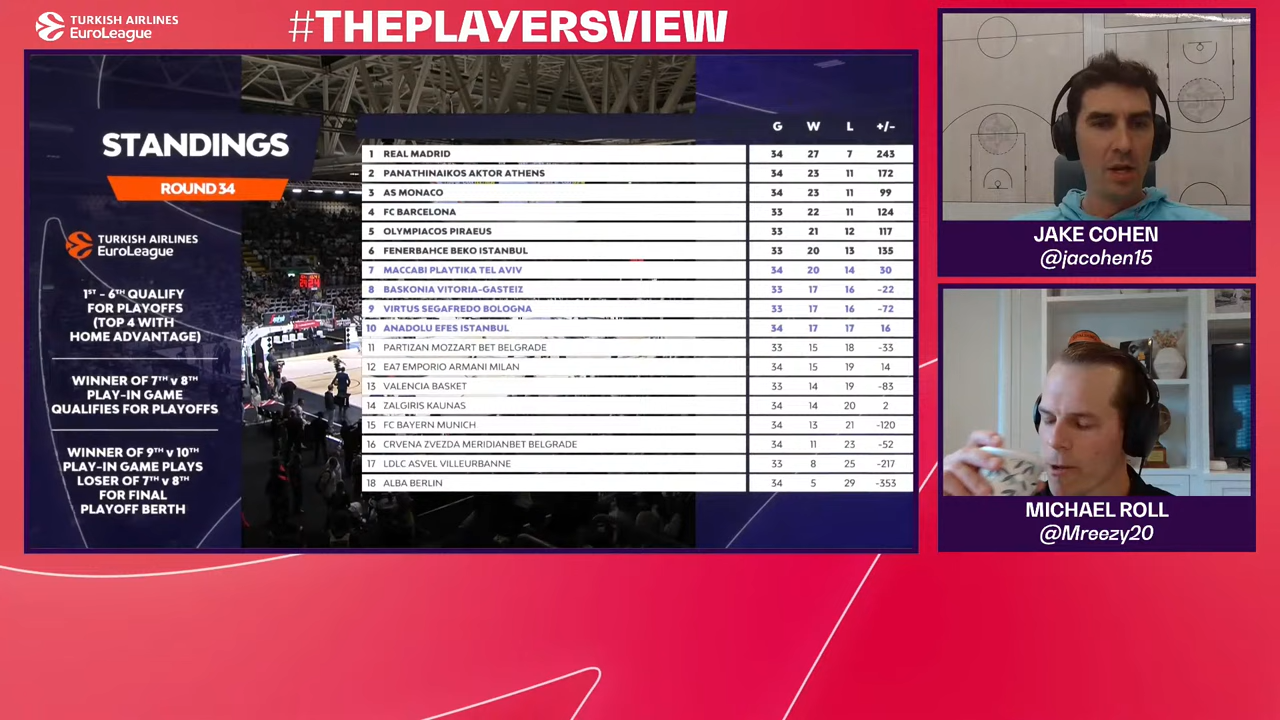 TURKISH AIRLINES
EuroLeague
#THEPLAYERSVIEW
STANDINGS
ROUND 34
TURKISH AIRLINES
EuroLeague
1ST – 6TH QUALIFY
FOR PLAYOFFS
(TOP 4 WITH
HOME ADVANTAGE)
WINNER OF 7TH v 8TH
PLAY-IN GAME
QUALIFIES FOR PLAYOFFS
WINNER OF 9TH v 10TH
PLAY-IN GAME PLAYS
LOSER OF 7TH v 8TH
FOR FINAL
PLAYOFF BERTH
G W L +/-
1 REAL MADRID 34 27 7 243
2 PANATHINAIKOS AKTOR ATHENS 34 23 11 172
3 AS MONACO 34 23 11 99
4 FC BARCELONA 33 22 11 124
5 OLYMPIACOS PIRAEUS 33 21 12 117
6 FENERBAHCE BEKO ISTANBUL 33 20 13 135
7 MACCABI PLAYTIKA TEL AVIV 34 20 14 30
8 BASKONIA VITORIA-GASTEIZ 33 17 16 -22
9 VIRTUS SEGAFREDO BOLOGNA 33 17 16 -72
10 ANADOLU EFES ISTANBUL 34 17 17 16
11 PARTIZAN MOZZART BET BELGRADE 33 15 18 -33
12 EA7 EMPORIO ARMANI MILAN 34 15 19 14
13 VALENCIA BASKET 33 14 19 -83
14 ZALGIRIS KAUNAS 34 14 20 2
15 FC BAYERN MUNICH 34 13 21 -120
16 CRVENA ZVEZDA MERIDIANBET BELGRADE 34 11 23 -52
17 LDLC ASVEL VILLEURBANNE 33 8 25 -217
18 ALBA BERLIN 34 5 29 -353
JAKE COHEN
@jacohen15
MICHAEL ROLL
@Mreezy20